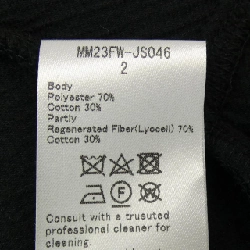 MM23FW-JS046
2
Body
Polyester 70%
Cotton 30%
Partly
Regenerated Fiber(Lyocell) 70%
Cotton 30%
F
Consult with a trusuted
professional cleaner for
cleaning.